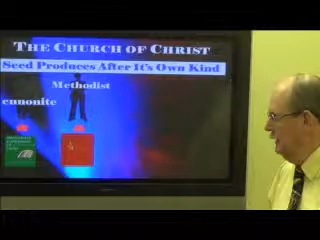 The Church of Christ
Seed Produces After It's Own Kind
Methodist
ennonite